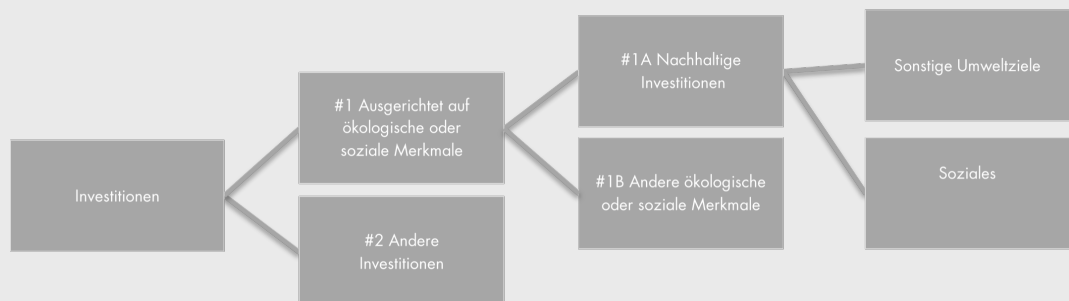 Investitionen
#1 Ausgerichtet auf
ökologische oder
soziale Merkmale
#2 Andere
Investitionen
#1A Nachhaltige
Investitionen
#1B Andere ökologische
oder soziale Merkmale
Sonstige Umweltziele
Soziales